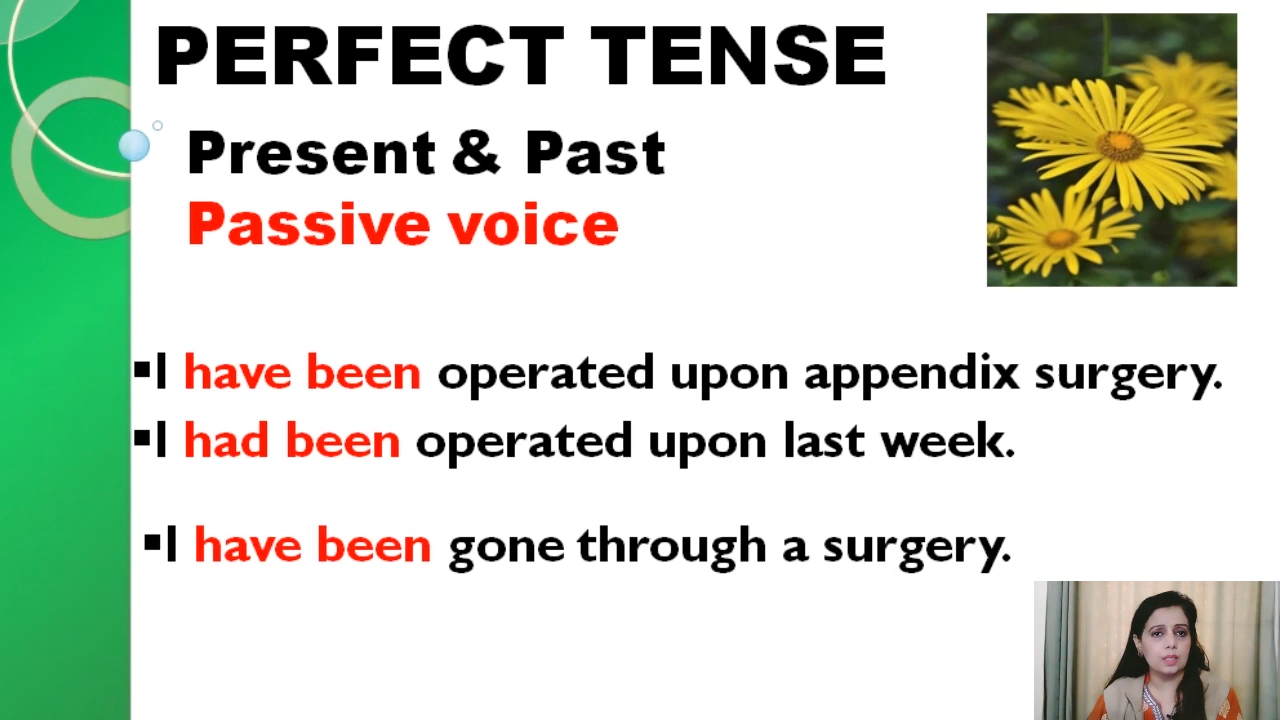 PERFECT TENSE
Present & Past
Passive voice
▪I have been operated upon appendix surgery.
▪I had been operated upon last week.
▪I have been gone through a surgery.